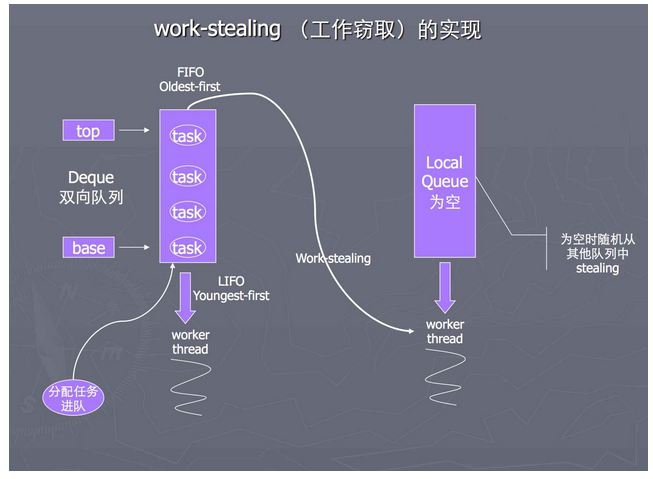 work-stealing （工作窃取）的实现
FIFO
Oldest-first
top
task
task
task
task
Deque
双向队列
base
LIFO
Youngest-first
worker
thread
分配任务
进队
Work-stealing
Local
Queue
为空
worker
thread
为空时随机从
其他队列中
stealing